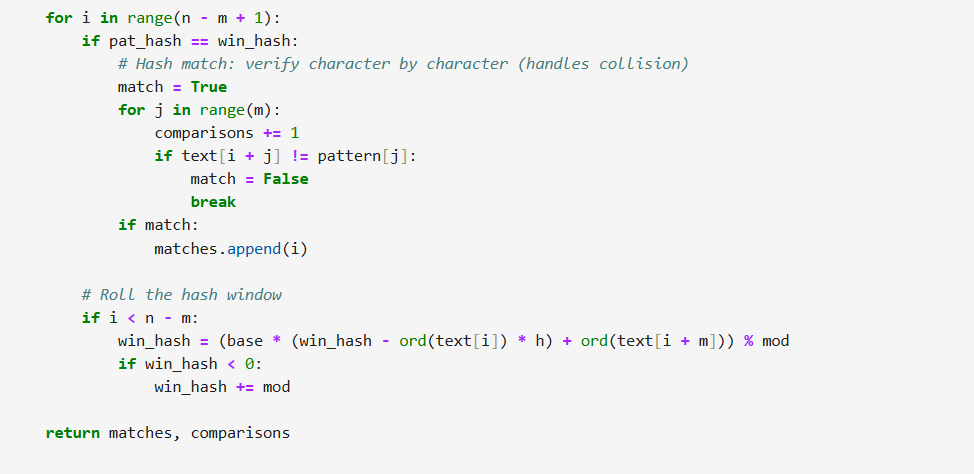 for i in range(n - m + 1):
    if pat_hash == win_hash:
        # Hash match: verify character by character (handles collision)
        match = True
        for j in range(m):
            comparisons += 1
            if text[i + j] != pattern[j]:
                match = False
                break
        if match:
            matches.append(i)

    # Roll the hash window
    if i < n - m:
        win_hash = (base * (win_hash - ord(text[i]) * h) + ord(text[i + m])) % mod
        if win_hash < 0:
            win_hash += mod

return matches, comparisons